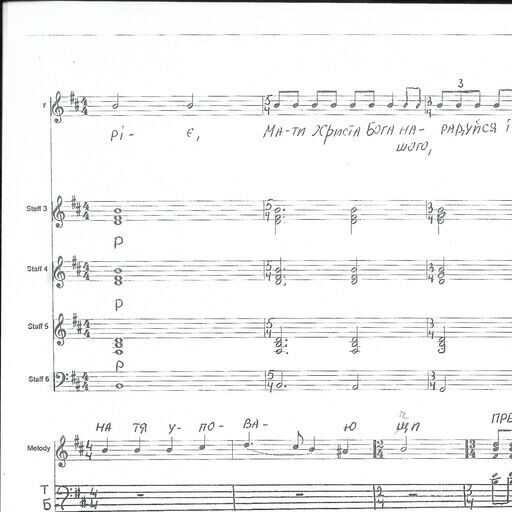 у
рі- є, Ма-ти Христа Бога на- радуйся і
шого,
3
Staff 3
p
Staff 4
p
Staff 5
p
Staff 6
НА ТЯ У- ПО- ВА- Ю
ПРЕ
Melody
Т
Б